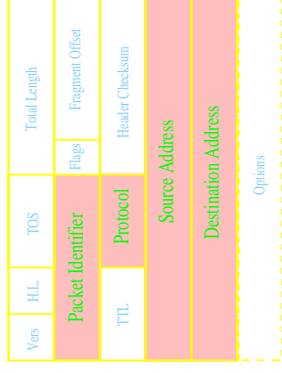 Vers H.L. TOS Total Length
Packet Identifier Flags Fragment Offset
TTL Protocol Header Checksum
Source Address
Destination Address
Options